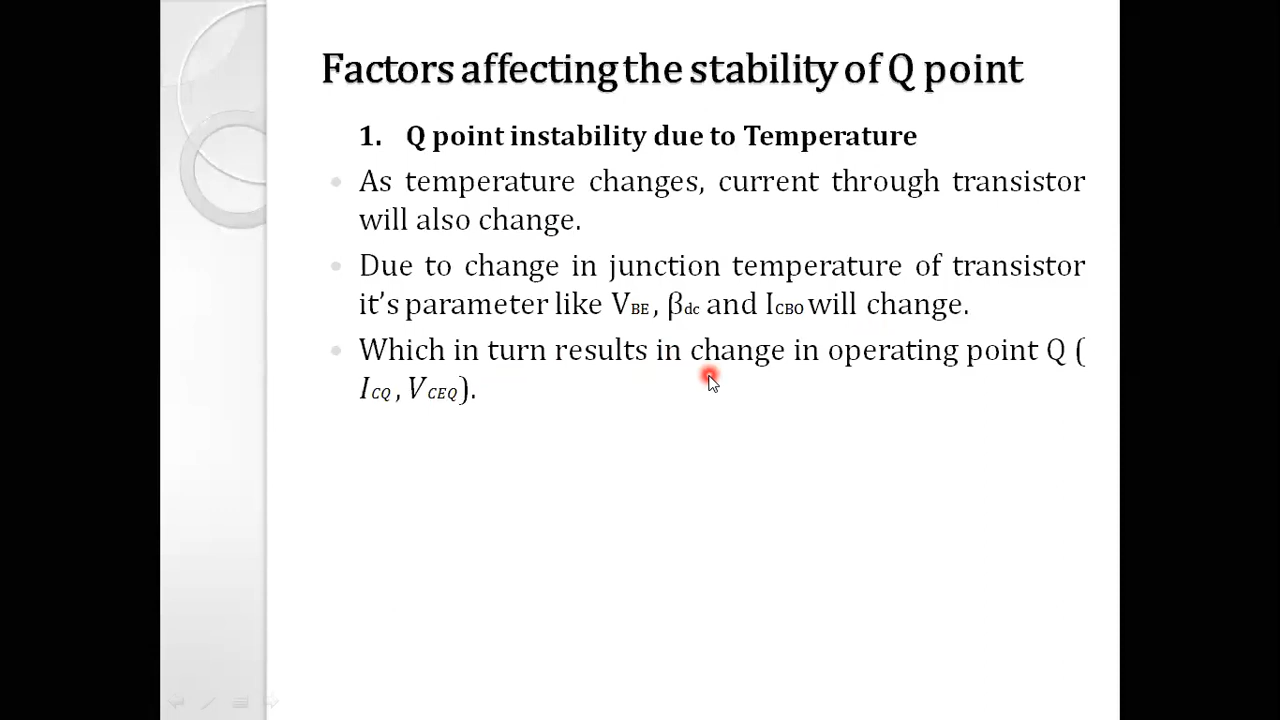 Factors affecting the stability of Q point
1. Q point instability due to Temperature
As temperature changes, current through transistor
will also change.
Due to change in junction temperature of transistor
it's parameter like VBE , βdc and ICBO will change.
Which in turn results in change in operating point Q (
ICQ , VCEQ).